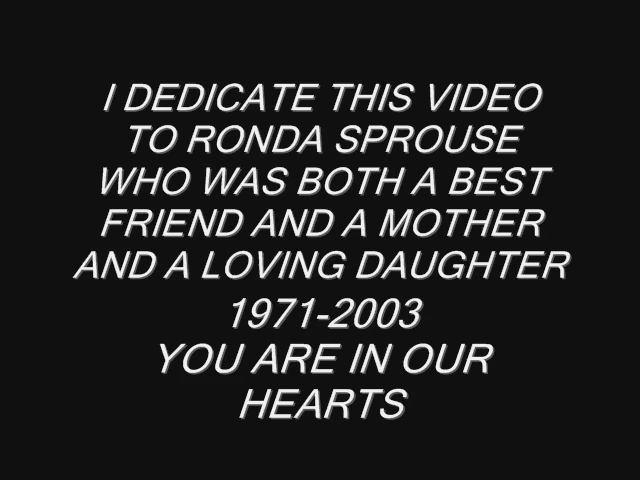 I DEDICATE THIS VIDEO
TO RONDA SPROUSE
WHO WAS BOTH A BEST
FRIEND AND A MOTHER
AND A LOVING DAUGHTER
1971-2003
YOU ARE IN OUR
HEARTS